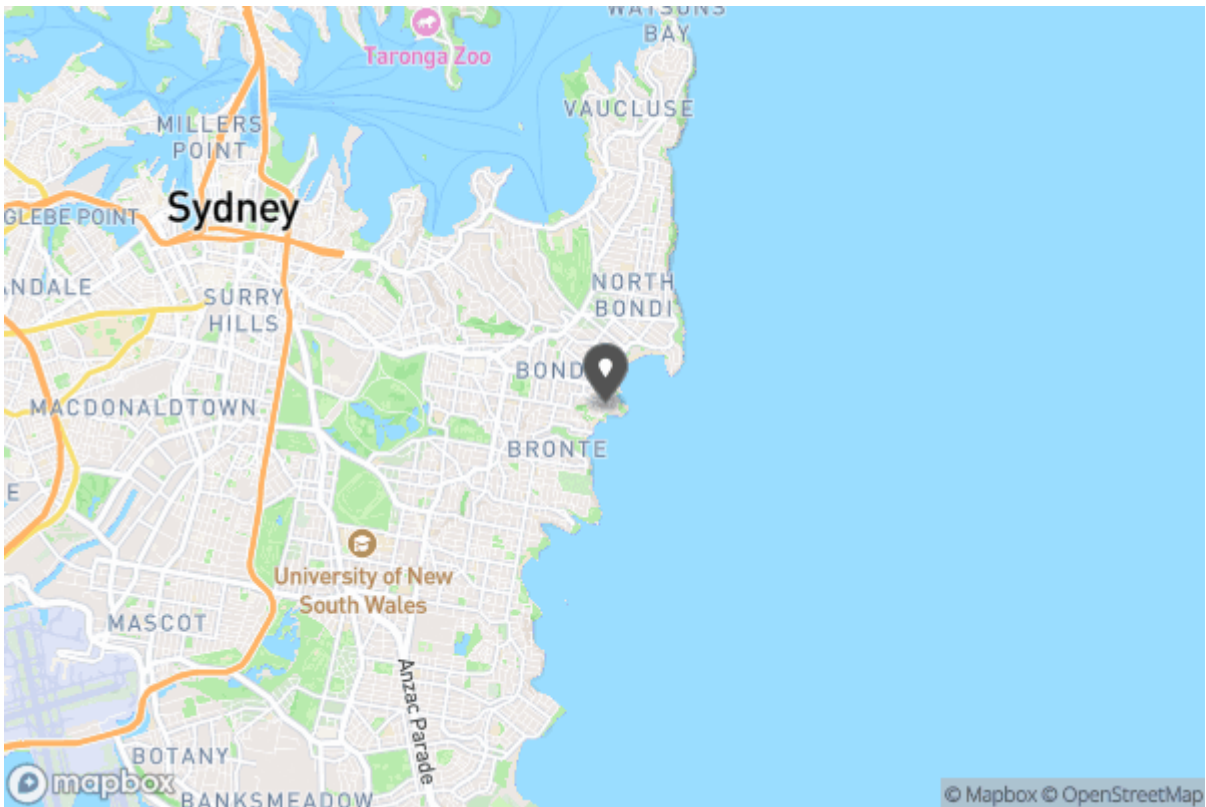 WATSONS
BAY
Taronga Zoo
VAUCLUSE
MILLERS
POINT
Sydney
GLEBE POINT
NDALE
SURRY
HILLS
NORTH
BONDI
BOND
MACDONALDTOWN
BRONTE
E
University of New
South Wales
MASCOT
Anzac Parade
BOTANY
mapbox
BANKSMEADOW
© Mapbox © OpenStreetMap